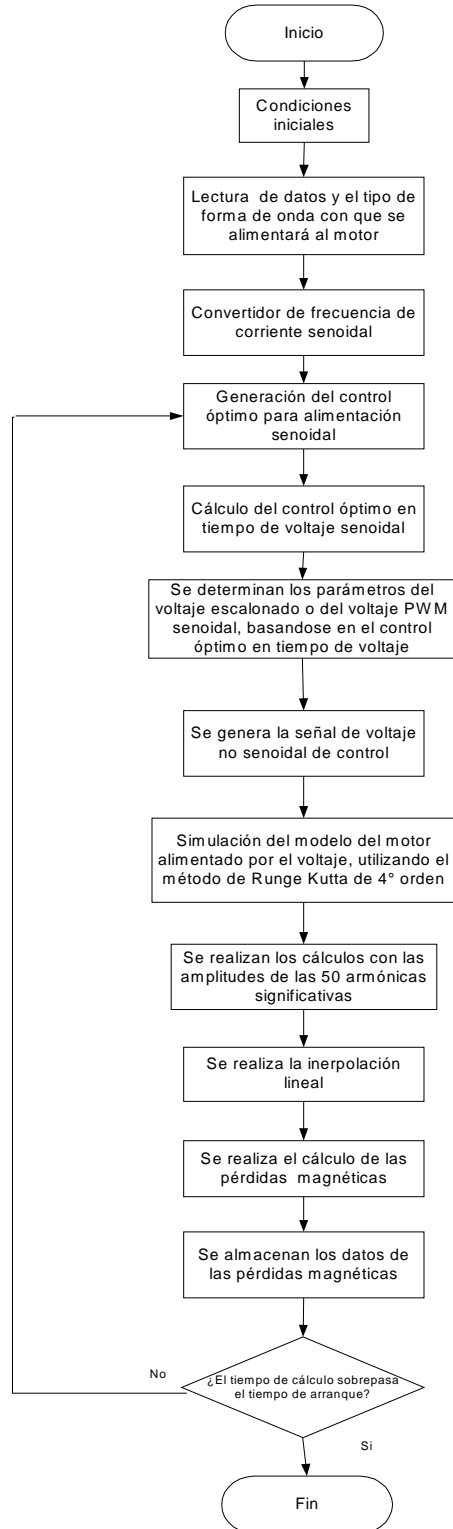 Inicio
Condiciones
iniciales
Lectura de datos y el tipo de
forma de onda con que se
alimentará al motor
Convertidor de frecuencia de
corriente senoidal
Generación del control
óptimo para alimentación
senoidal
Cálculo del control óptimo en
tiempo de voltaje senoidal
Se determinan los parámetros del
voltaje escalonado o del voltaje PWM
senoidal, basandose en el control
óptimo en tiempo de voltaje
Se genera la señal de voltaje
no senoidal de control
Simulación del modelo del motor
alimentado por el voltaje, utilizando el
método de Runge Kutta de 4° orden
Se realizan los cálculos con las
amplitudes de las 50 armónicas
significativas
Se realiza la inerpolación
lineal
Se realiza el cálculo de las
pérdidas magnéticas
Se almacenan los datos de
las pérdidas magnéticas
No
¿El tiempo de cálculo sobrepasa
el tiempo de arranque?
Si
Fin